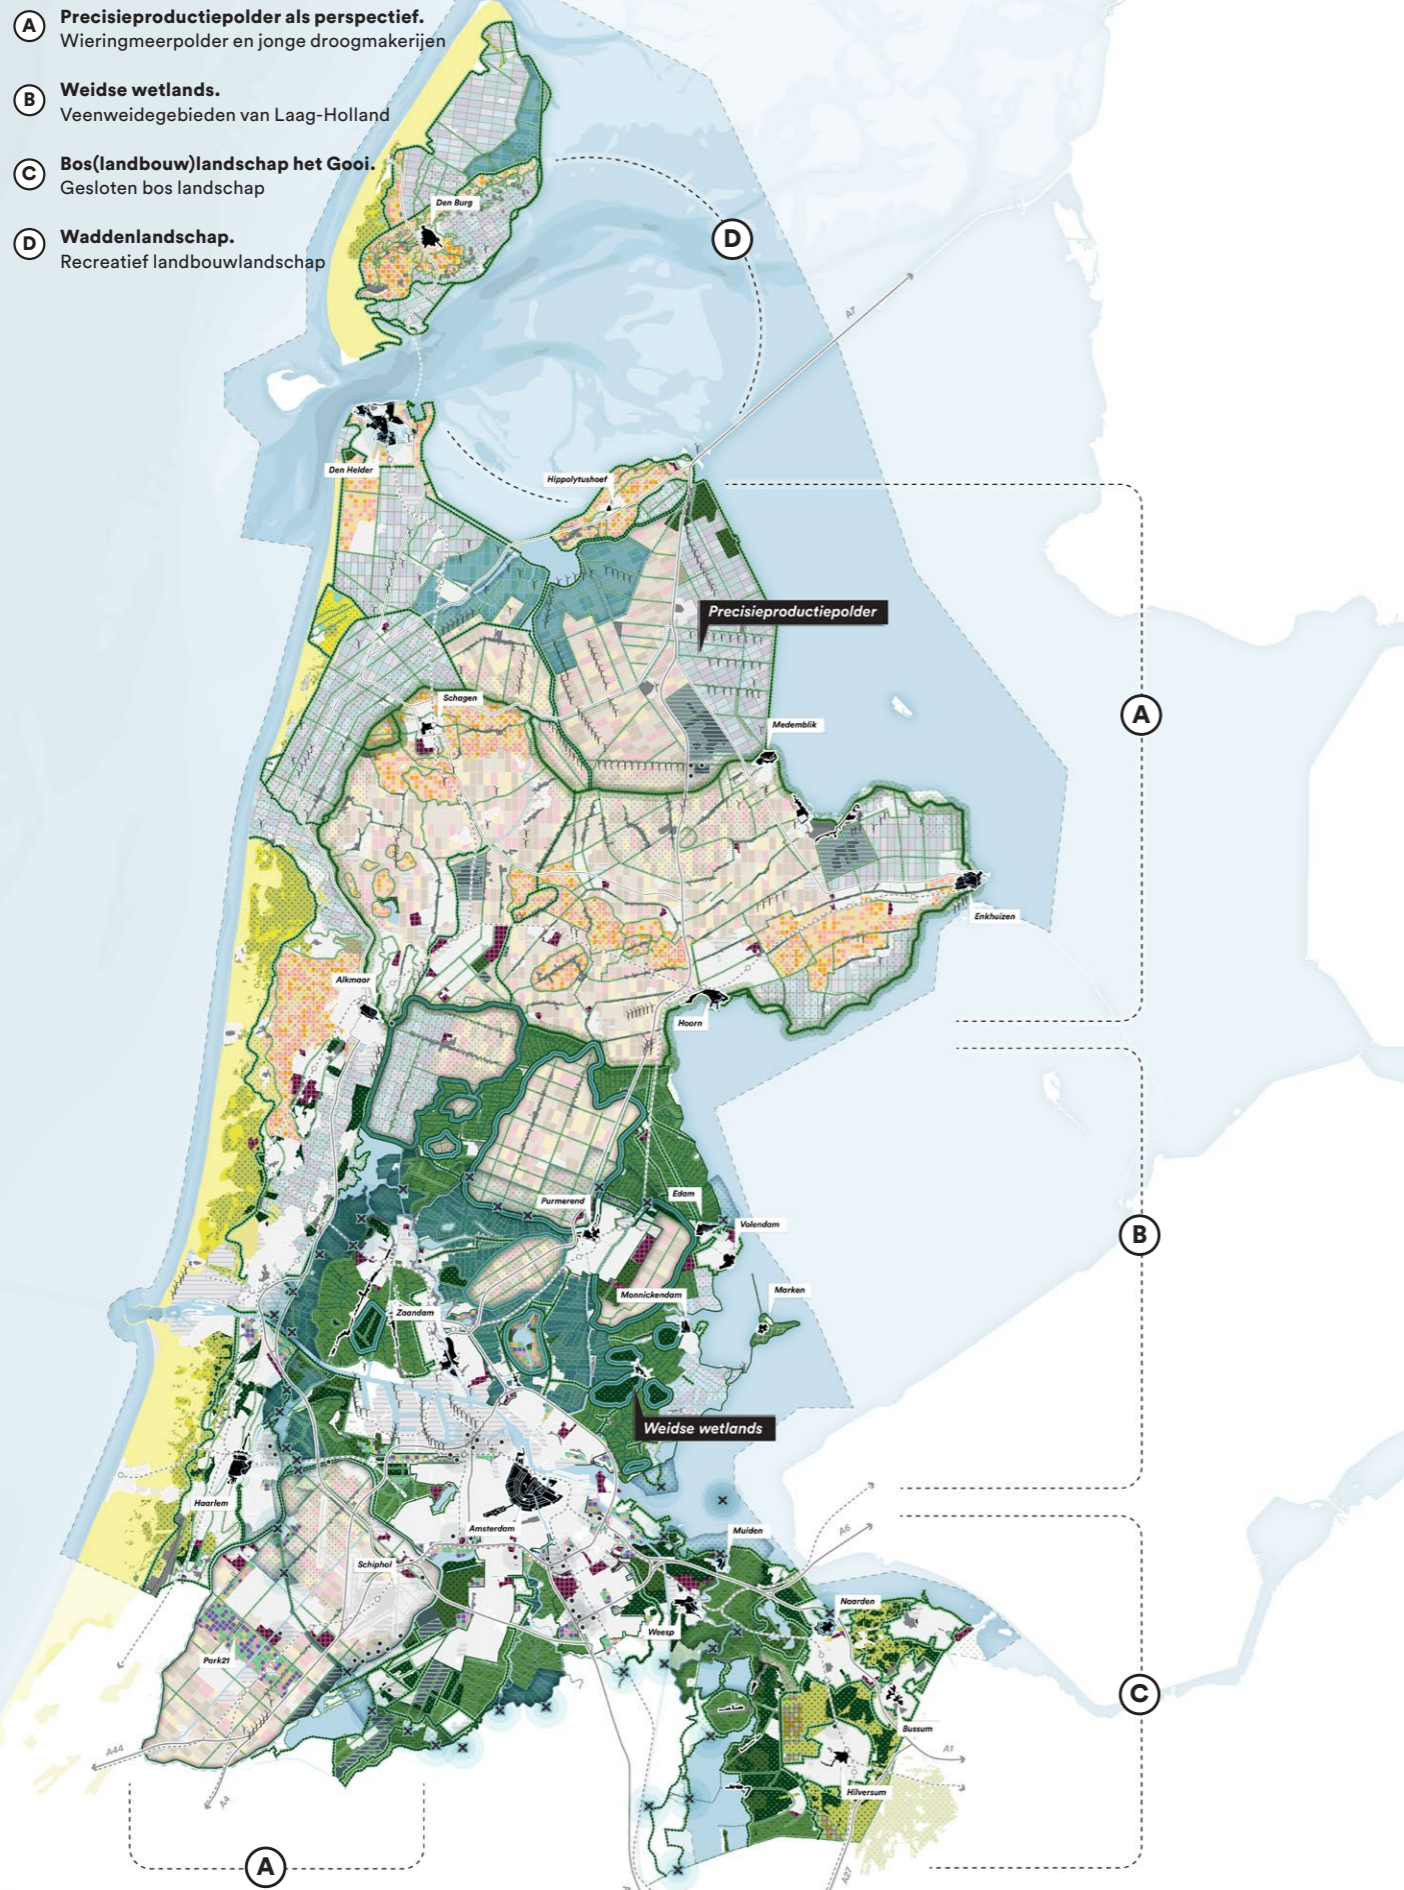 A
Precisieproductiepolder als perspectief.
Wieringmeerpolder en jonge droogmakerijen
B
Weidse wetlands.
Veenweidegebieden van Laag-Holland
C
Bos(landbouw)landschap het Gooi.
Gesloten bos landschap
D
Waddenlandschap.
Recreatief landbouwlandschap
Den Burg
D
A7
Den Helder
Hippolytushoef
Precisieproductiepolder
Schagen
Medemblik
A
Enkhuizen
Alkmaar
Hoorn
Purmerend
Edam
Volendam
B
Monnickendam
Marken
Zaandam
Weidse wetlands
Haarlem
Amsterdam
Muiden
A6
Schiphol
Naarden
Weesp
Park21
C
Bussum
A44
A1
A4
Hilversum
A
A27